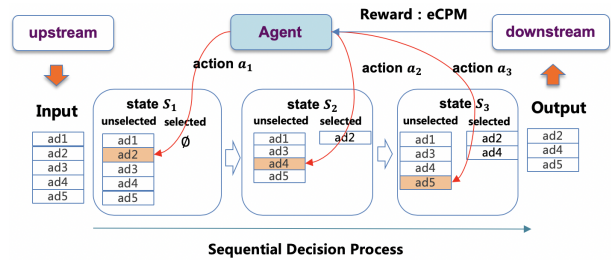 upstream
Agent
Reward : eCPM
downstream
action a1
action a2
action a3
Input
ad1
ad2
ad3
ad4
ad5
state S1
unselected selected
ad1
ad2
ad3
ad4
ad5
∅
state S2
unselected selected
ad1
ad3
ad4
ad5
ad2
state S3
unselected selected
ad1
ad3
ad4
ad5
ad2
ad4
Output
ad2
ad4
ad5
Sequential Decision Process